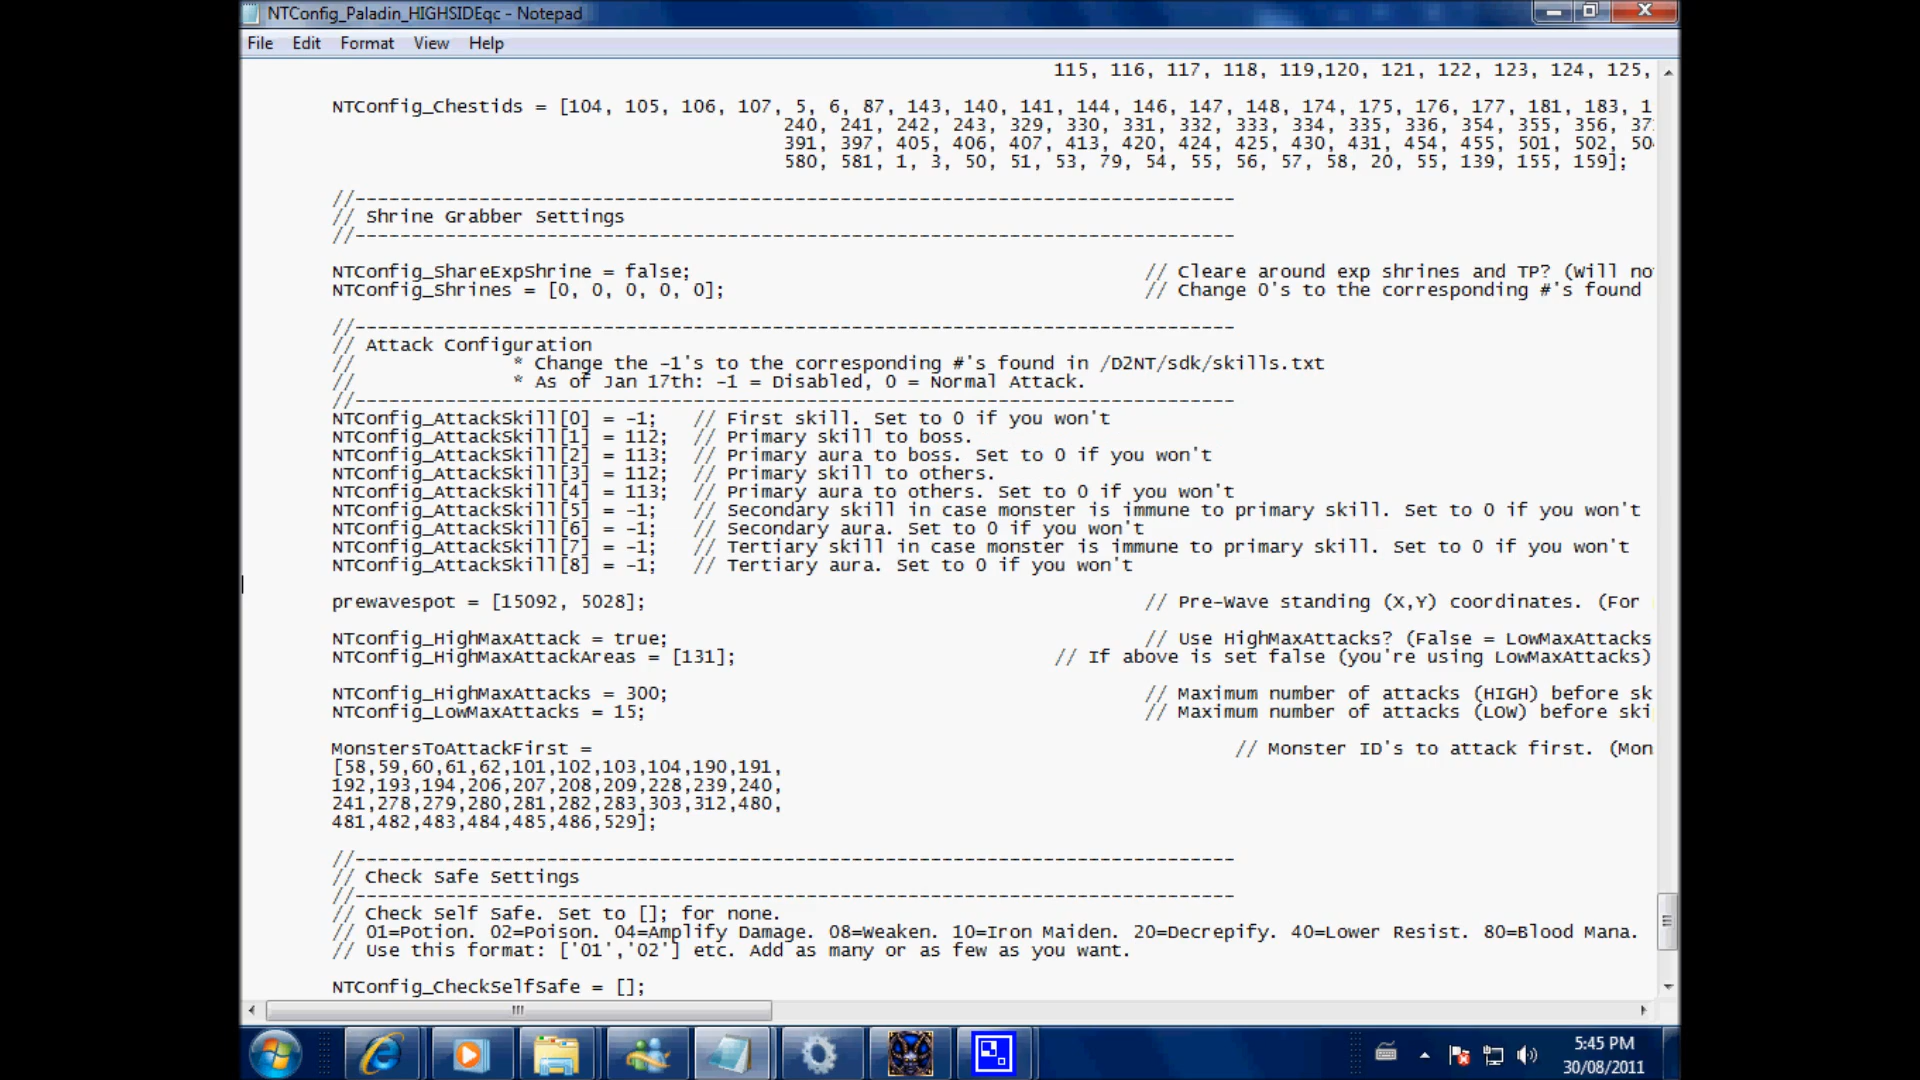 NTConfig_Paladin_HIGHSIDEqc - Notepad
File Edit Format View Help
115, 116, 117, 118, 119,120, 121, 122, 123, 124, 125,
NTConfig_Chestids = [104, 105, 106, 107, 5, 6, 87, 143, 140, 141, 144, 146, 147, 148, 174, 175, 176, 177, 181, 183, 1
240, 241, 242, 243, 329, 330, 331, 332, 333, 334, 335, 336, 354, 355, 356, 37
391, 397, 405, 406, 407, 413, 420, 424, 425, 430, 431, 454, 455, 501, 502, 50
580, 581, 1, 3, 50, 51, 53, 79, 54, 55, 56, 57, 58, 20, 55, 139, 155, 159];
//------------------------------------------------------------------------------
// Shrine Grabber Settings
//------------------------------------------------------------------------------
NTConfig_ShareExpShrine = false; // Cleare around exp shrines and TP? (Will no
NTConfig_Shrines = [0, 0, 0, 0, 0]; // Change 0's to the corresponding #'s found
//------------------------------------------------------------------------------
// Attack Configuration
// * Change the -1's to the corresponding #'s found in /D2NT/sdk/skills.txt
// * As of Jan 17th: -1 = Disabled, 0 = Normal Attack.
//------------------------------------------------------------------------------
NTConfig_AttackSkill[0] = -1; // First skill. Set to 0 if you won't
NTConfig_AttackSkill[1] = 112; // Primary skill to boss.
NTConfig_AttackSkill[2] = 113; // Primary aura to boss. Set to 0 if you won't
NTConfig_AttackSkill[3] = 112; // Primary skill to others.
NTConfig_AttackSkill[4] = 113; // Primary aura to others. Set to 0 if you won't
NTConfig_AttackSkill[5] = -1; // Secondary skill in case monster is immune to primary skill. Set to 0 if you won't
NTConfig_AttackSkill[6] = -1; // Secondary aura. Set to 0 if you won't
NTConfig_AttackSkill[7] = -1; // Tertiary skill in case monster is immune to primary skill. Set to 0 if you won't
NTConfig_AttackSkill[8] = -1; // Tertiary aura. Set to 0 if you won't
prewavespot = [15092, 5028]; // Pre-Wave standing (X,Y) coordinates. (For
NTConfig_HighMaxAttack = true; // Use HighMaxAttacks? (False = LowMaxAttacks
NTConfig_HighMaxAttackAreas = [131]; // If above is set false (you're using LowMaxAttacks)
NTConfig_HighMaxAttacks = 300; // Maximum number of attacks (HIGH) before sk
NTConfig_LowMaxAttacks = 15; // Maximum number of attacks (LOW) before ski
MonstersToAttackFirst = // Monster ID's to attack first. (Mon
[58,59,60,61,62,101,102,103,104,190,191,
192,193,194,206,207,208,209,228,239,240,
241,278,279,280,281,282,283,303,312,480,
481,482,483,484,485,486,529];
//------------------------------------------------------------------------------
// Check Safe Settings
//------------------------------------------------------------------------------
// Check Self Safe. Set to []; for none.
// 01=Potion. 02=Poison. 04=Amplify Damage. 08=Weaken. 10=Iron Maiden. 20=Decrepify. 40=Lower Resist. 80=Blood Mana.
// Use this format: ['01','02'] etc. Add as many or as few as you want.
NTConfig_CheckSelfSafe = [];
5:45 PM
30/08/2011